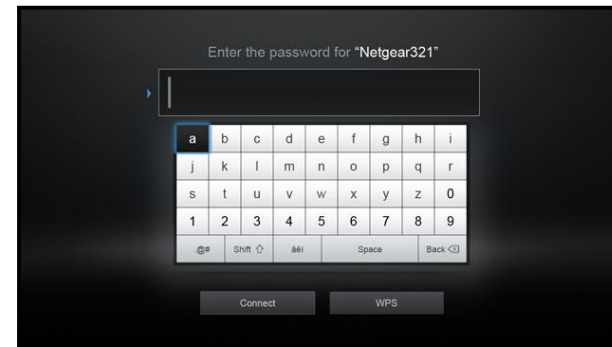 Enter the password for “Netgear321”
a b c d e f g h i
j k l m n o p q r
s t u v w x y z 0
1 2 3 4 5 6 7 8 9
.@# Shift âéì Space Back
Connect WPS